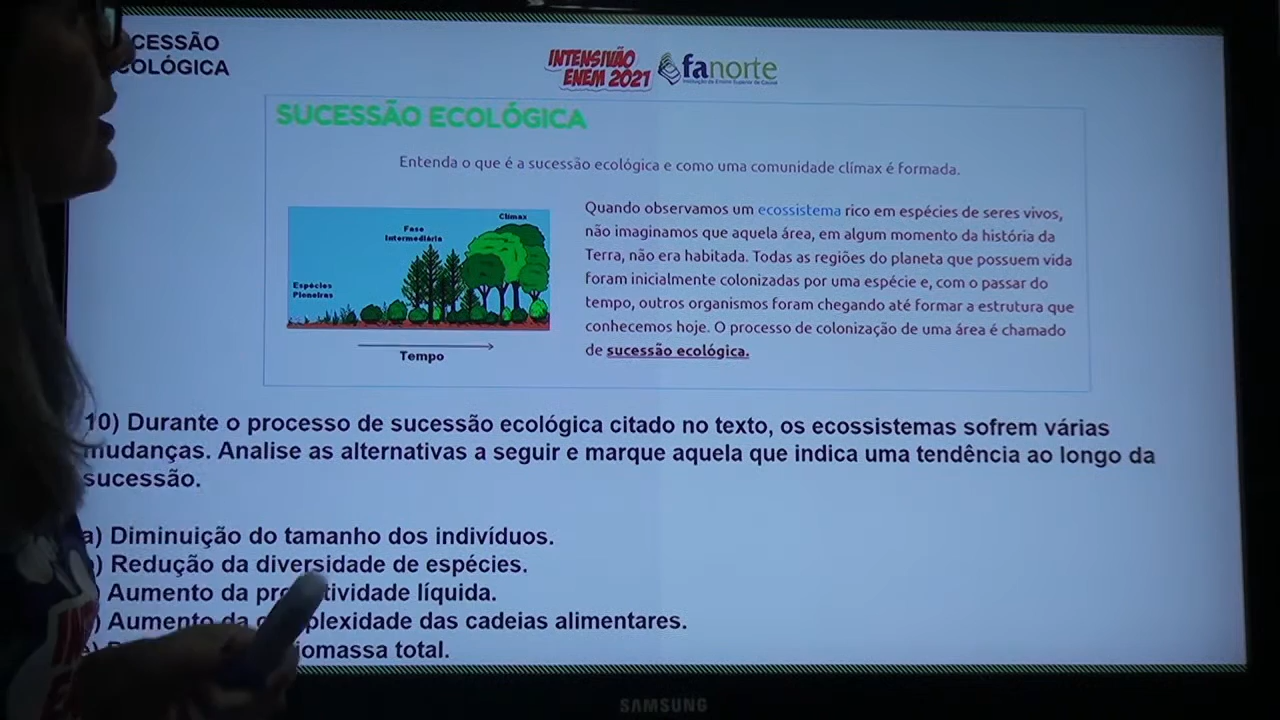 CESSÃO
OLÓGICA
INTENSIVÃO
ENEM 2021
fanorte
SUCESSÃO ECOLÓGICA
Entenda o que é a sucessão ecológica e como uma comunidade clímax é formada.
Clímax
Fase
Intermediária
Espécies
Pioneiras
Tempo
Quando observamos um ecossistema rico em espécies de seres vivos,
não imaginamos que aquela área, em algum momento da história da
Terra, não era habitada. Todas as regiões do planeta que possuem vida
foram inicialmente colonizadas por uma espécie e, com o passar do
tempo, outros organismos foram chegando até formar a estrutura que
conhecemos hoje. O processo de colonização de uma área é chamado
de sucessão ecológica.
10) Durante o processo de sucessão ecológica citado no texto, os ecossistemas sofrem várias
mudanças. Analise as alternativas a seguir e marque aquela que indica uma tendência ao longo da
sucessão.
a) Diminuição do tamanho dos indivíduos.
) Redução da diversidade de espécies.
) Aumento da pro tividade líquida.
) Aumento da plexidade das cadeias alimentares.
iomassa total.
SAMSUNG